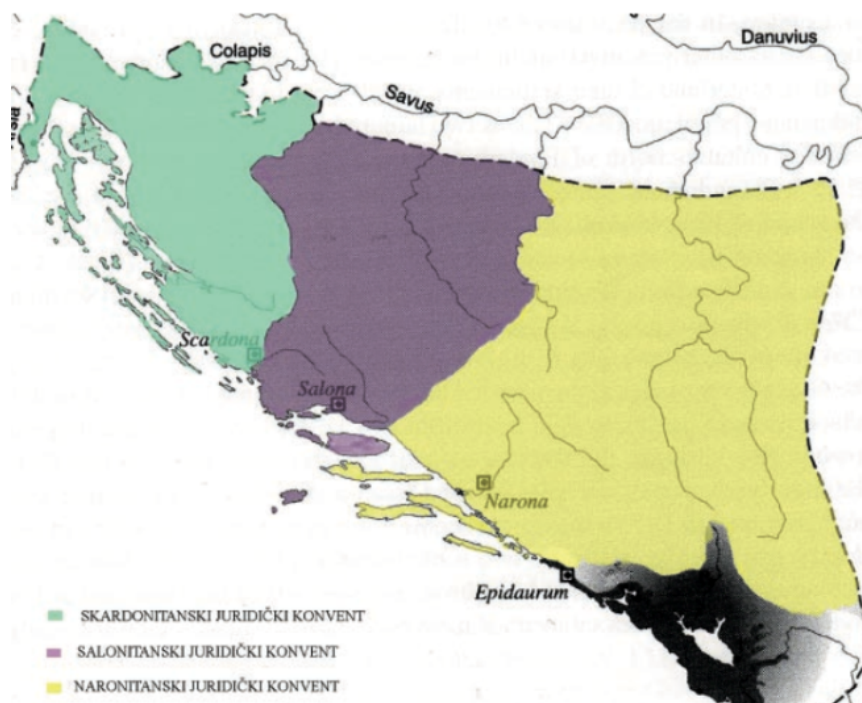 Colapis
Danuvius
Savus
Scardona
Salona
Narona
Epidaurum
SKARDONITANSKI JURIDIČKI KONVENT
SALONITANSKI JURIDIČKI KONVENT
NARONITANSKI JURIDIČKI KONVENT